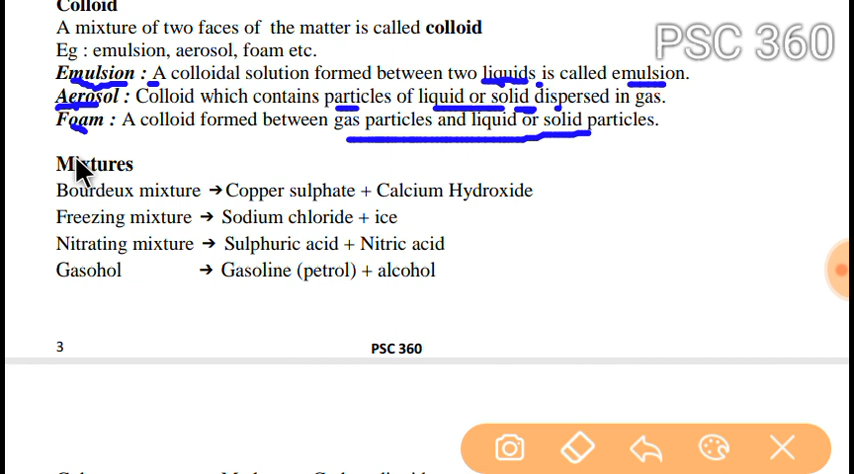 Colloid
A mixture of two faces of the matter is called colloid
PSC 360
Eg : emulsion, aerosol, foam etc.
Emulsion : A colloidal solution formed between two liquids is called emulsion.
Aerosol : Colloid which contains particles of liquid or solid dispersed in gas.
Foam : A colloid formed between gas particles and liquid or solid particles.
Mixtures
Bourdeux mixture → Copper sulphate + Calcium Hydroxide
Freezing mixture → Sodium chloride + ice
Nitrating mixture → Sulphuric acid + Nitric acid
Gasohol → Gasoline (petrol) + alcohol
3 PSC 360